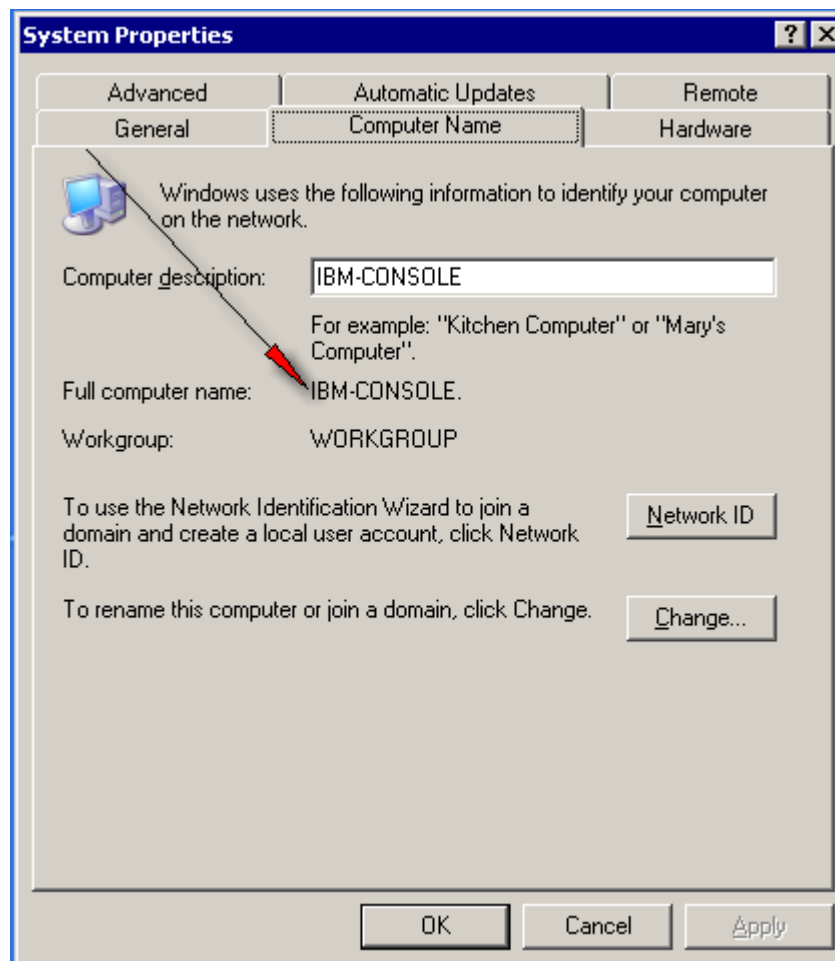 System Properties
Advanced
Automatic Updates
Remote
General
Computer Name
Hardware
Windows uses the following information to identify your computer
on the network.
Computer description:
IBM-CONSOLE
For example: "Kitchen Computer" or "Mary's
Computer".
Full computer name:
IBM-CONSOLE.
Workgroup:
WORKGROUP
To use the Network Identification Wizard to join a
domain and create a local user account, click Network
ID.
Network ID
To rename this computer or join a domain, click Change.
Change...
OK
Cancel
Apply